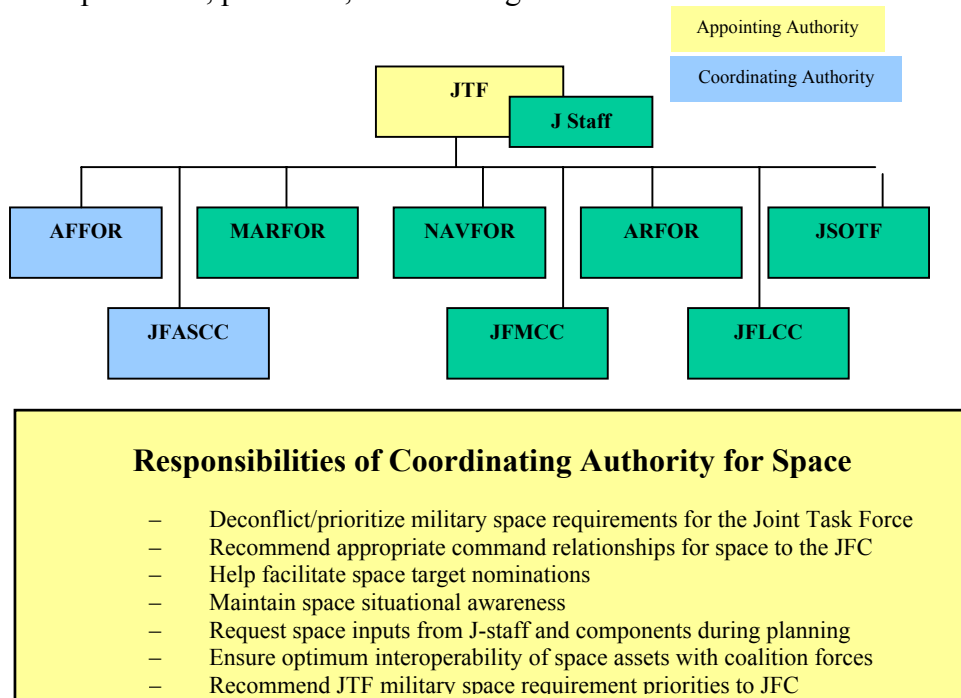 Appointing Authority
Coordinating Authority
JTF
J Staff
AFFOR
MARFOR
NAVFOR
ARFOR
JSOTF
JFASCC
JFMCC
JFLCC
Responsibilities of Coordinating Authority for Space
– Deconflict/prioritize military space requirements for the Joint Task Force
– Recommend appropriate command relationships for space to the JFC
– Help facilitate space target nominations
– Maintain space situational awareness
– Request space inputs from J-staff and components during planning
– Ensure optimum interoperability of space assets with coalition forces
– Recommend JTF military space requirement priorities to JFC